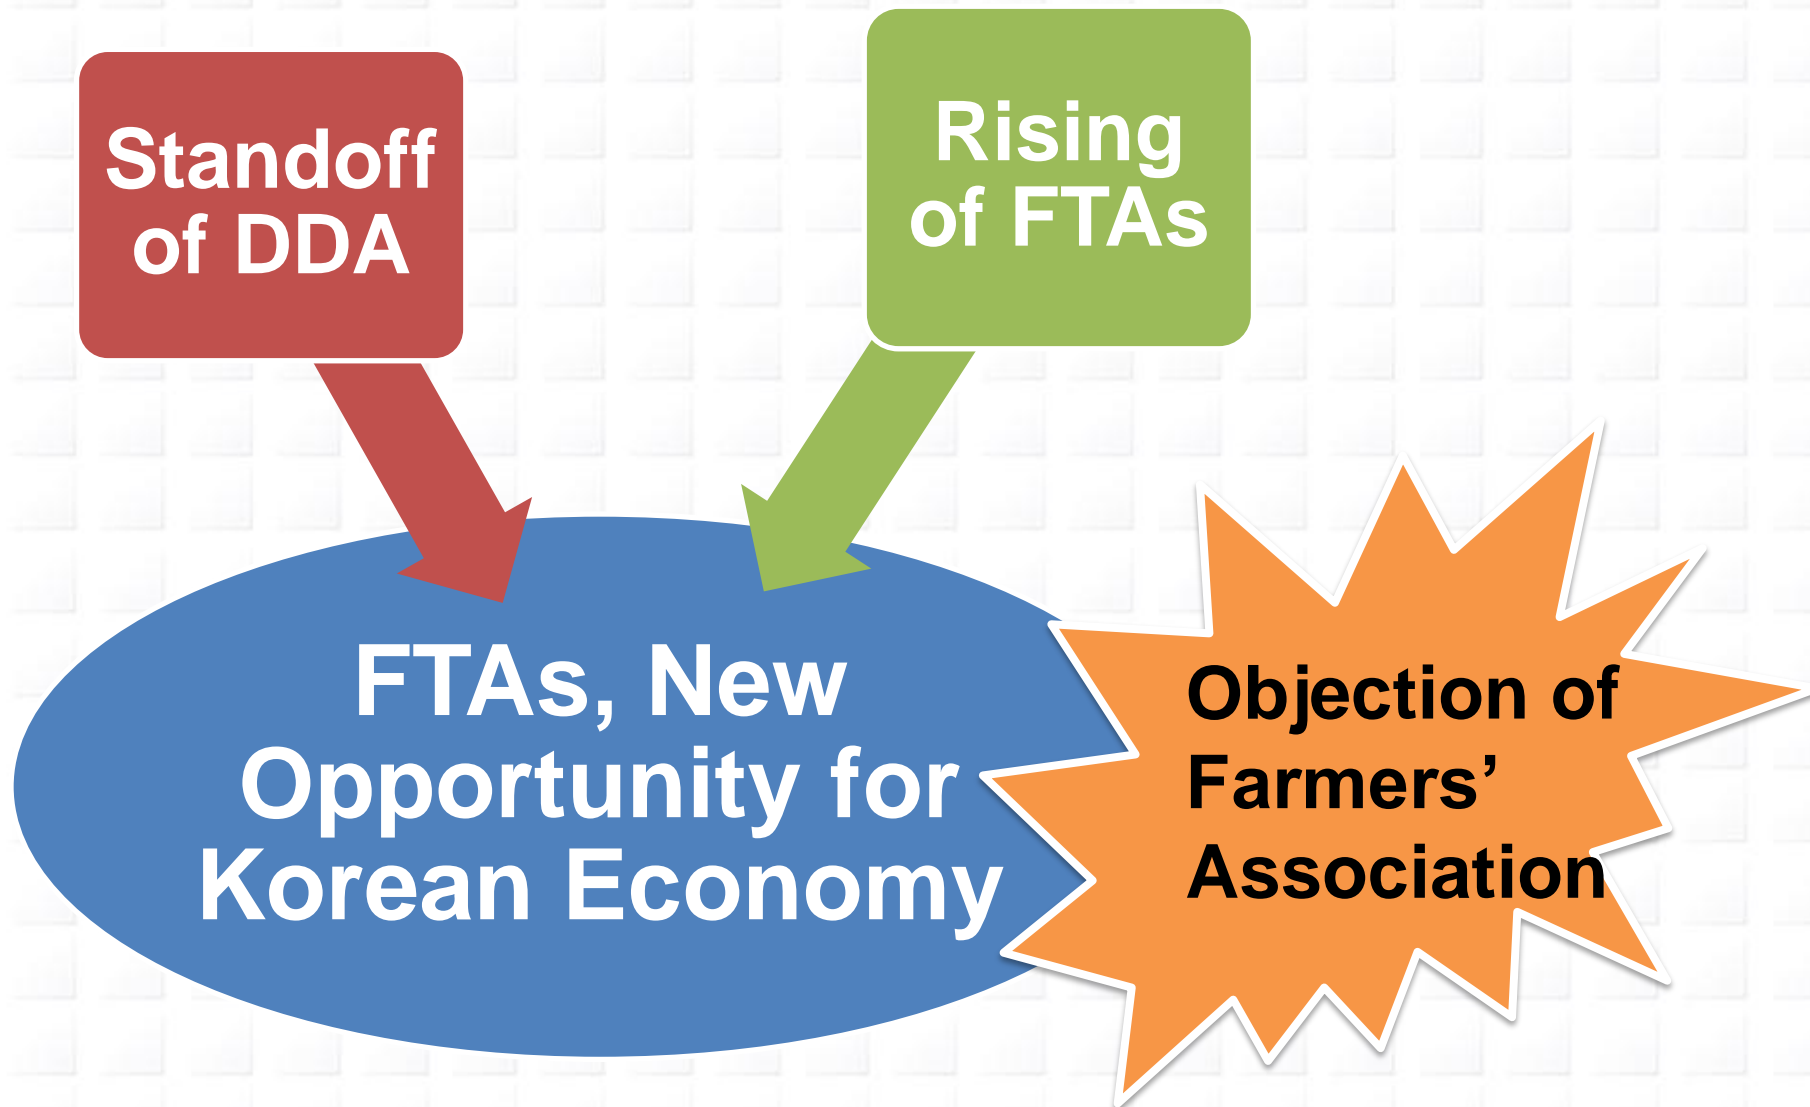 Standoff
of DDA
Rising
of FTAs
FTAs, New
Opportunity for
Korean Economy
Objection of
Farmers’
Association